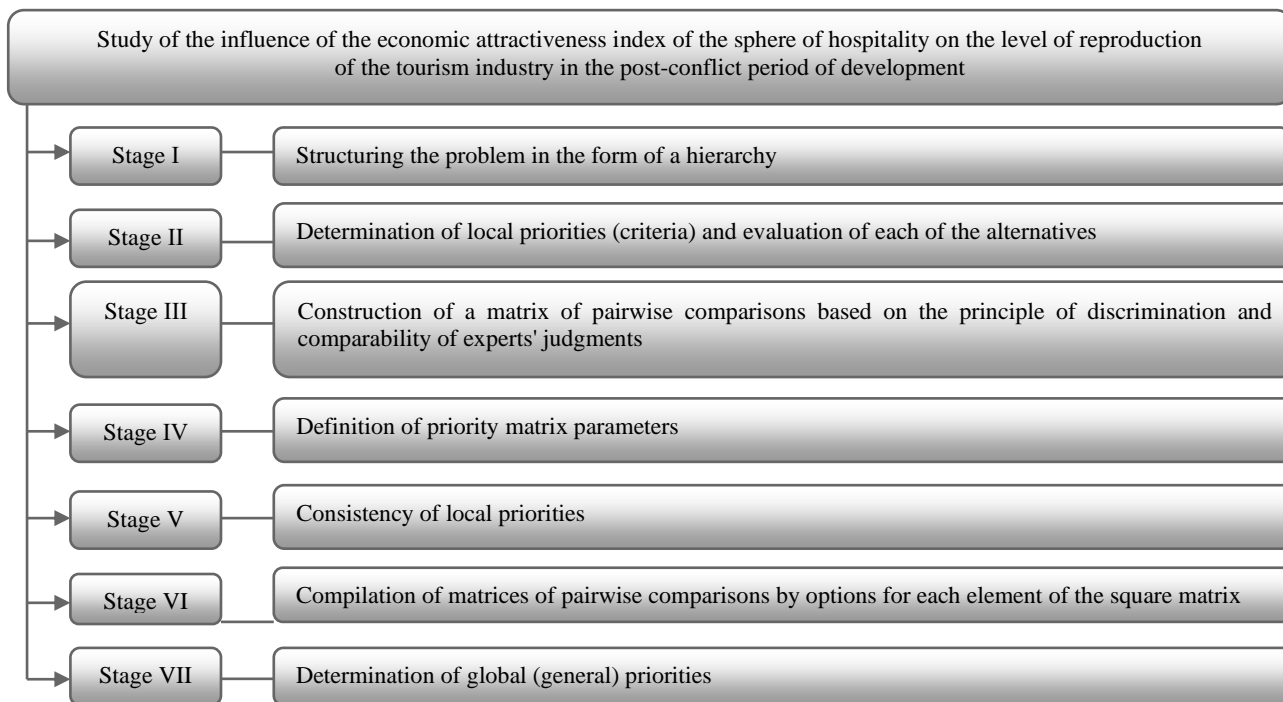 Study of the influence of the economic attractiveness index of the sphere of hospitality on the level of reproduction
of the tourism industry in the post-conflict period of development
Stage I
Structuring the problem in the form of a hierarchy
Stage II
Determination of local priorities (criteria) and evaluation of each of the alternatives
Stage III
Construction of a matrix of pairwise comparisons based on the principle of discrimination and
comparability of experts' judgments
Stage IV
Definition of priority matrix parameters
Stage V
Consistency of local priorities
Stage VI
Compilation of matrices of pairwise comparisons by options for each element of the square matrix
Stage VII
Determination of global (general) priorities